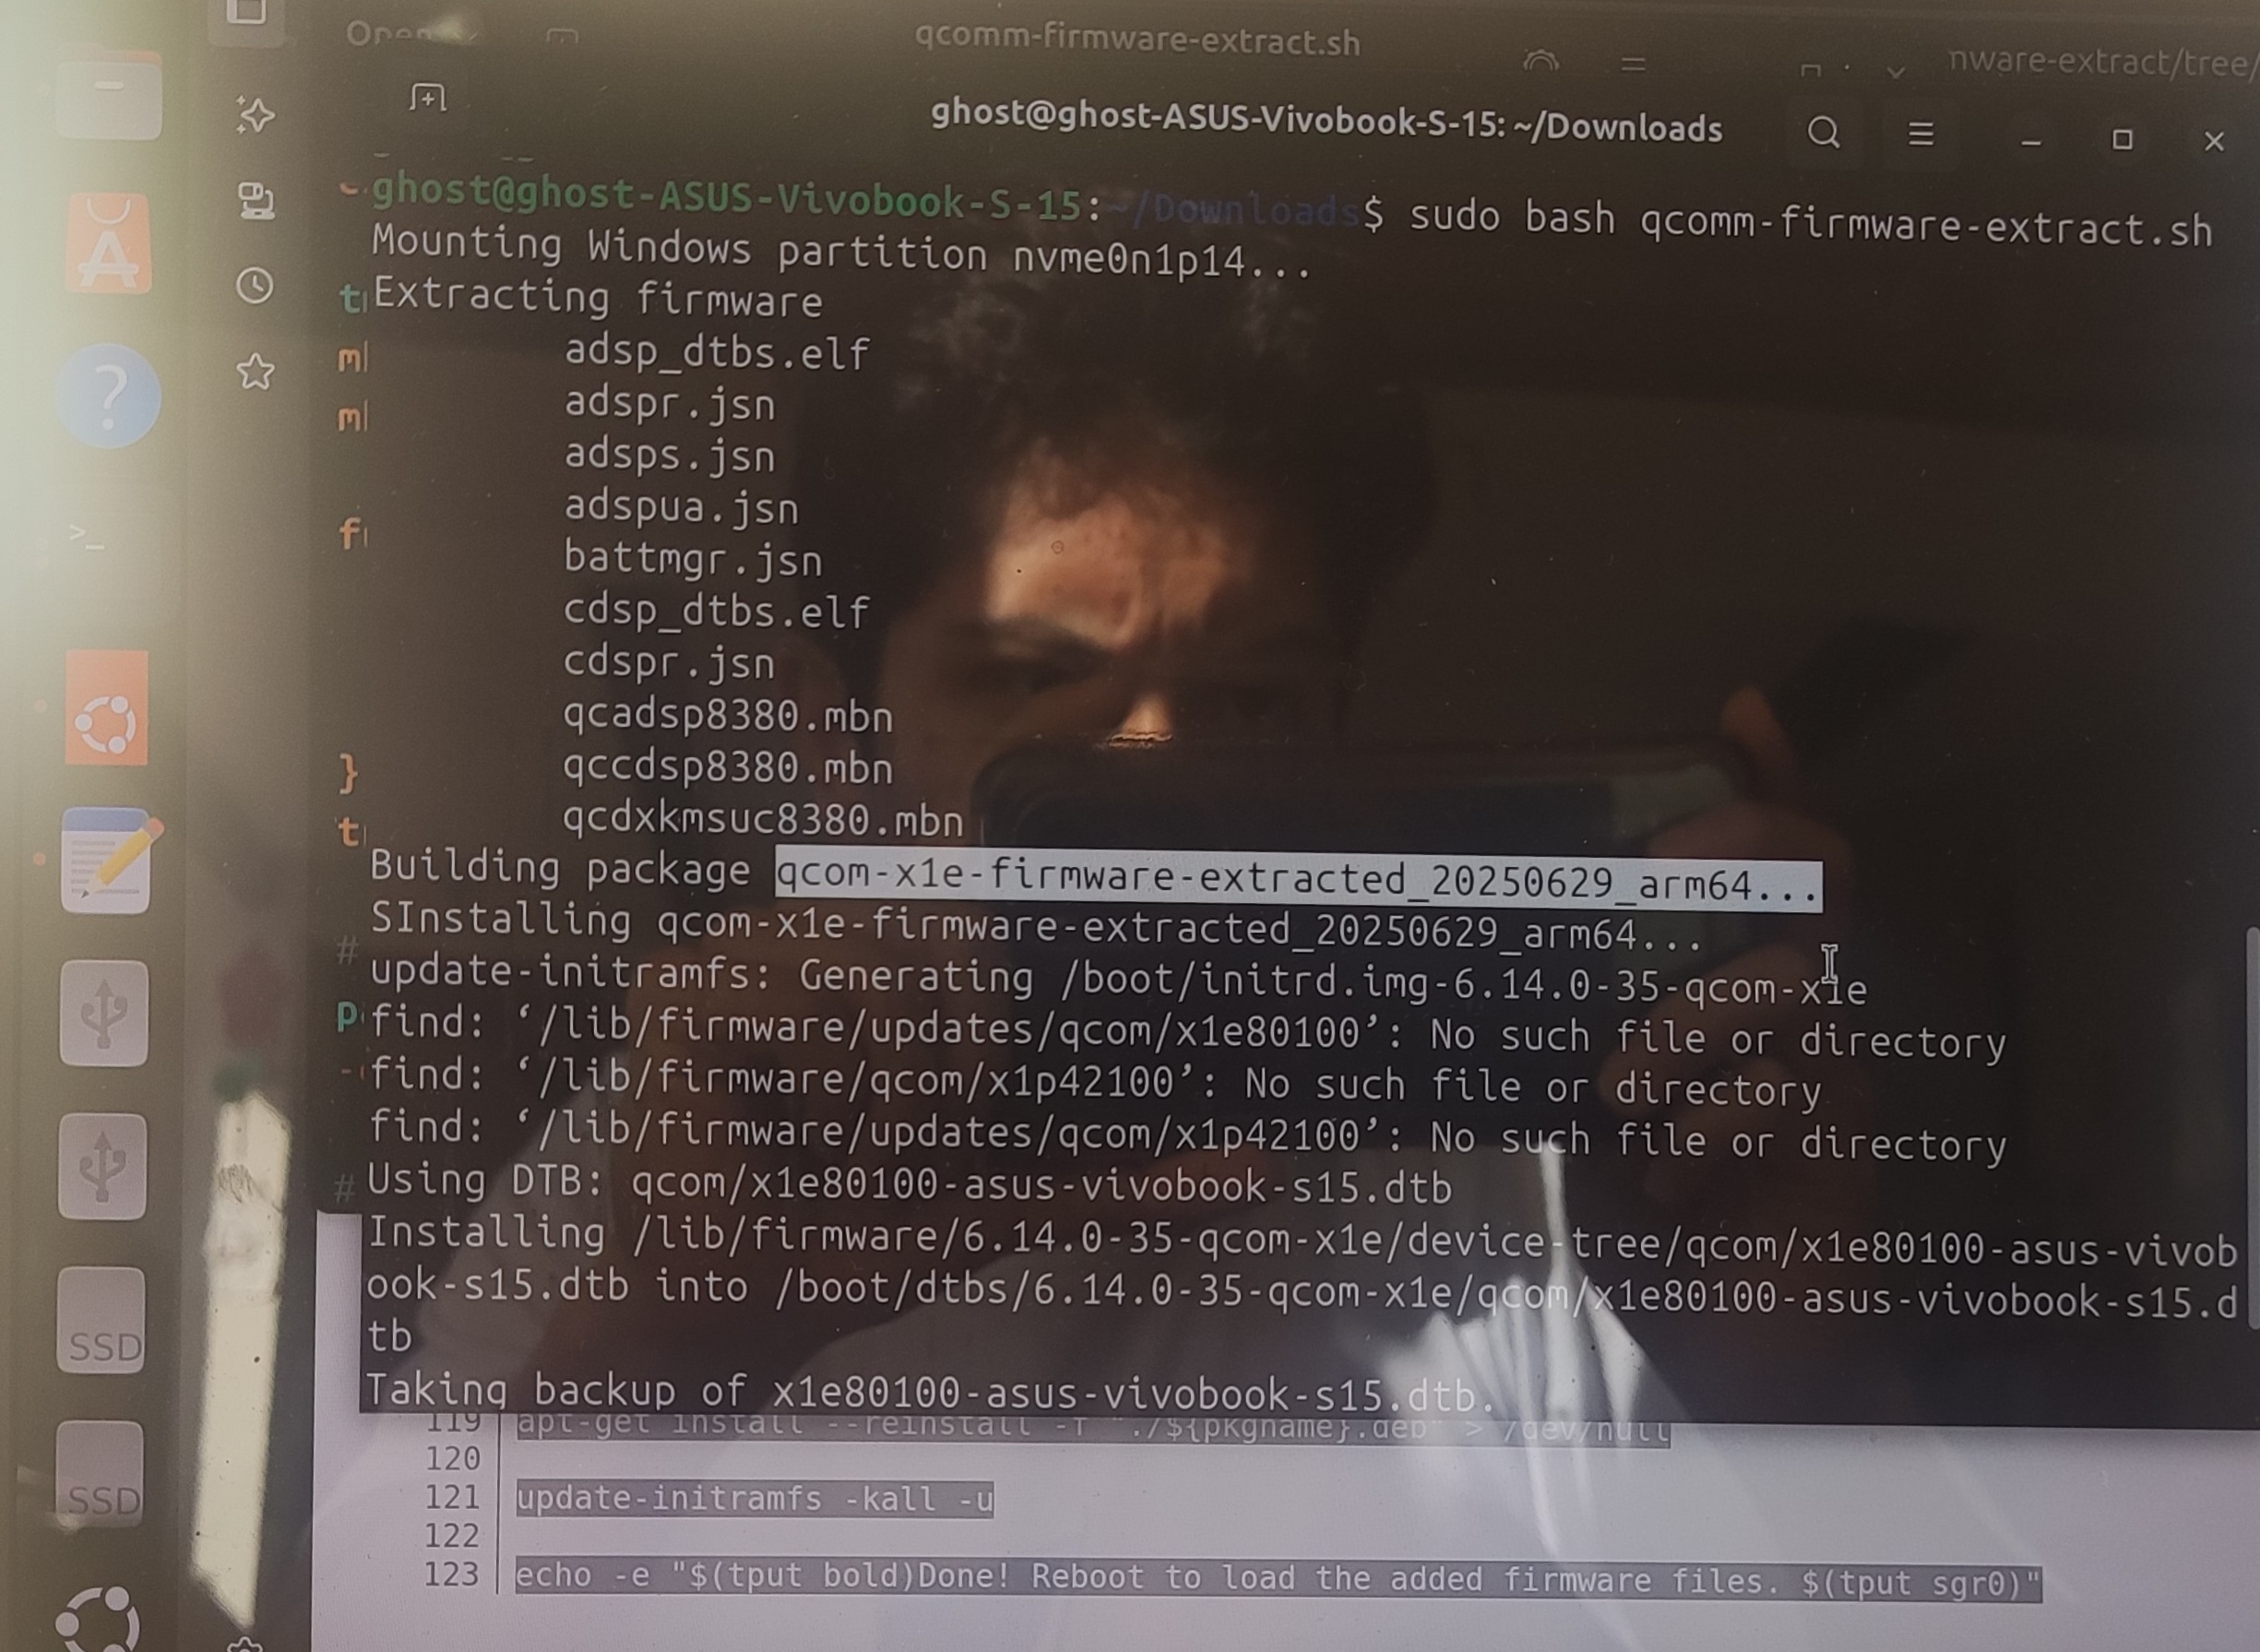 Open
qcomm-firmware-extract.sh
nware-extract/tree/
ghost@ghost-ASUS-Vivobook-S-15: ~/Downloads
ghost@ghost-ASUS-Vivobook-S-15:~/Downloads$ sudo bash qcomm-firmware-extract.sh
Mounting Windows partition nvme0n1p14...
Extracting firmware
adsp_dtbs.elf
adspr.jsn
adsps.jsn
adspua.jsn
battmgr.jsn
cdsp_dtbs.elf
cdspr.jsn
qcadsp8380.mbn
qccdsp8380.mbn
qcdxkmsuc8380.mbn
Building package qcom-x1e-firmware-extracted_20250629_arm64...
SInstalling qcom-x1e-firmware-extracted_20250629_arm64...
update-initramfs: Generating /boot/initrd.img-6.14.0-35-qcom-x1e
find: ‘/lib/firmware/updates/qcom/x1e80100’: No such file or directory
find: ‘/lib/firmware/qcom/x1p42100’: No such file or directory
find: ‘/lib/firmware/updates/qcom/x1p42100’: No such file or directory
Using DTB: qcom/x1e80100-asus-vivobook-s15.dtb
Installing /lib/firmware/6.14.0-35-qcom-x1e/device-tree/qcom/x1e80100-asus-vivob
ook-s15.dtb into /boot/dtbs/6.14.0-35-qcom-x1e/qcom/x1e80100-asus-vivobook-s15.d
tb
Taking backup of x1e80100-asus-vivobook-s15.dtb.
119 apt-get install --reinstall -f "./${pkgname}.deb" > /dev/null
120
121 update-initramfs -kall -u
122
123 echo -e "$(tput bold)Done! Reboot to load the added firmware files. $(tput sgr0)"
SSD
SSD